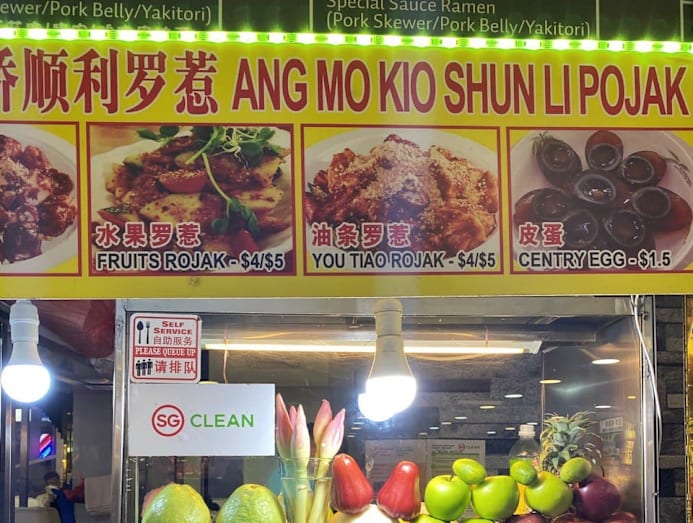 Skewer/Pork Belly/Yakitori)
Special Sauce Ramen
(Pork Skewer/Pork Belly/Yakitori)
桥顺利罗惹 ANG MO KIO SHUN LI POJAK
水果罗惹
FRUITS ROJAK - $4/$5
油条罗惹
YOU TIAO ROJAK - $4/$5
皮蛋
CENTRY EGG - $1.5
SELF
SERVICE
自助服务
PLEASE QUEUE UP
请排队
SG CLEAN
SG CLEAN